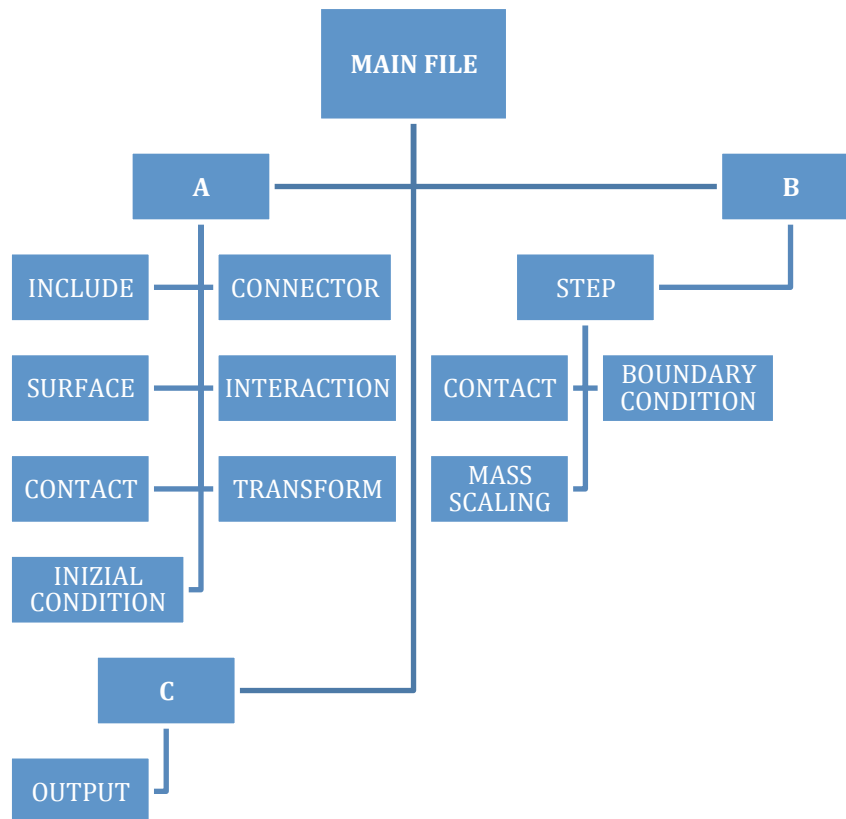 MAIN FILE
A
B
INCLUDE
CONNECTOR
STEP
SURFACE
INTERACTION
CONTACT
BOUNDARY
CONDITION
CONTACT
TRANSFORM
MASS
SCALING
INIZIAL
CONDITION
C
OUTPUT